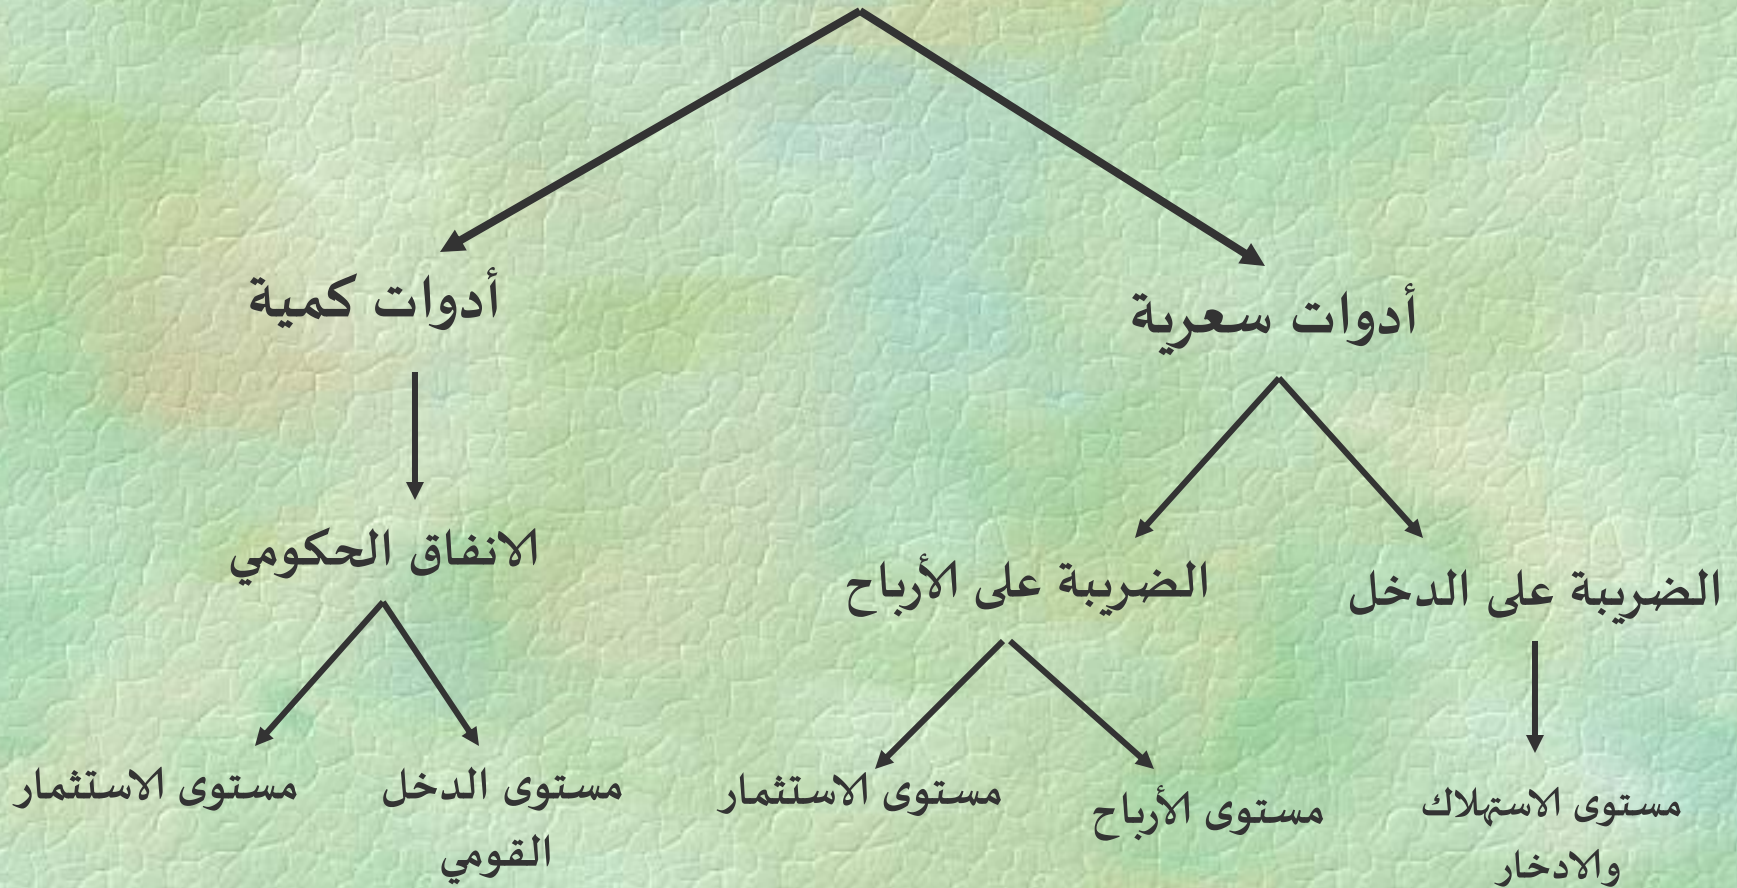 أدوات سعرية
أدوات كمية
الضريبة على الدخل
الضريبة على الأرباح
الانفاق الحكومي
مستوى الاستهلاك
والادخار
مستوى الأرباح
مستوى الاستثمار
مستوى الدخل
القومي
مستوى الاستثمار